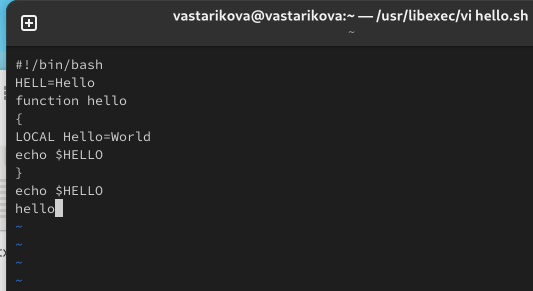 vastarikova@vastarikova:~ — /usr/libexec/vi hello.sh
~
#!/bin/bash
HELL=Hello
function hello
{
LOCAL Hello=World
echo $HELLO
}
echo $HELLO
hello
~
~
~
~